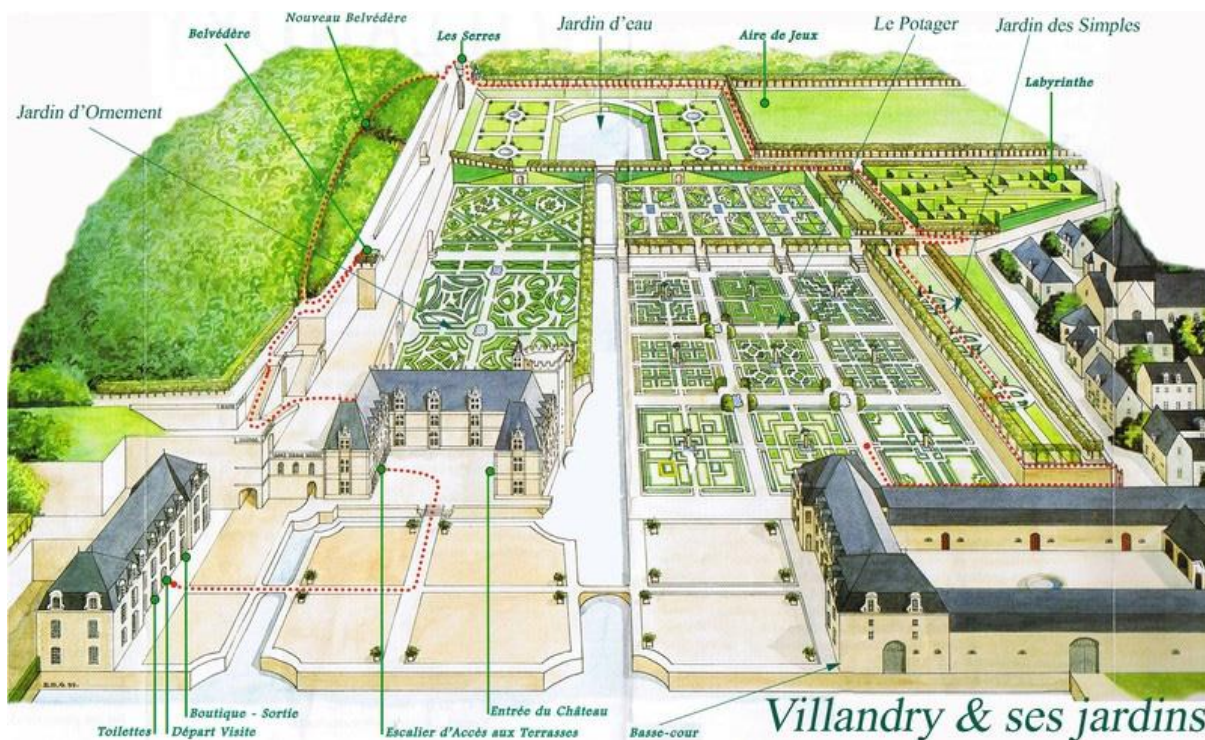 Nouveau Belvédère
Jardin d'eau
Le Potager
Jardin des Simples
Belvédère
Les Serres
Aire de Jeux
Labyrinthe
Jardin d'Ornement
Boutique - Sortie
Entrée du Château
Toilettes
Départ Visite
Escalier d'Accès aux Terrasses
Basse-cour
Villandry & ses jardins